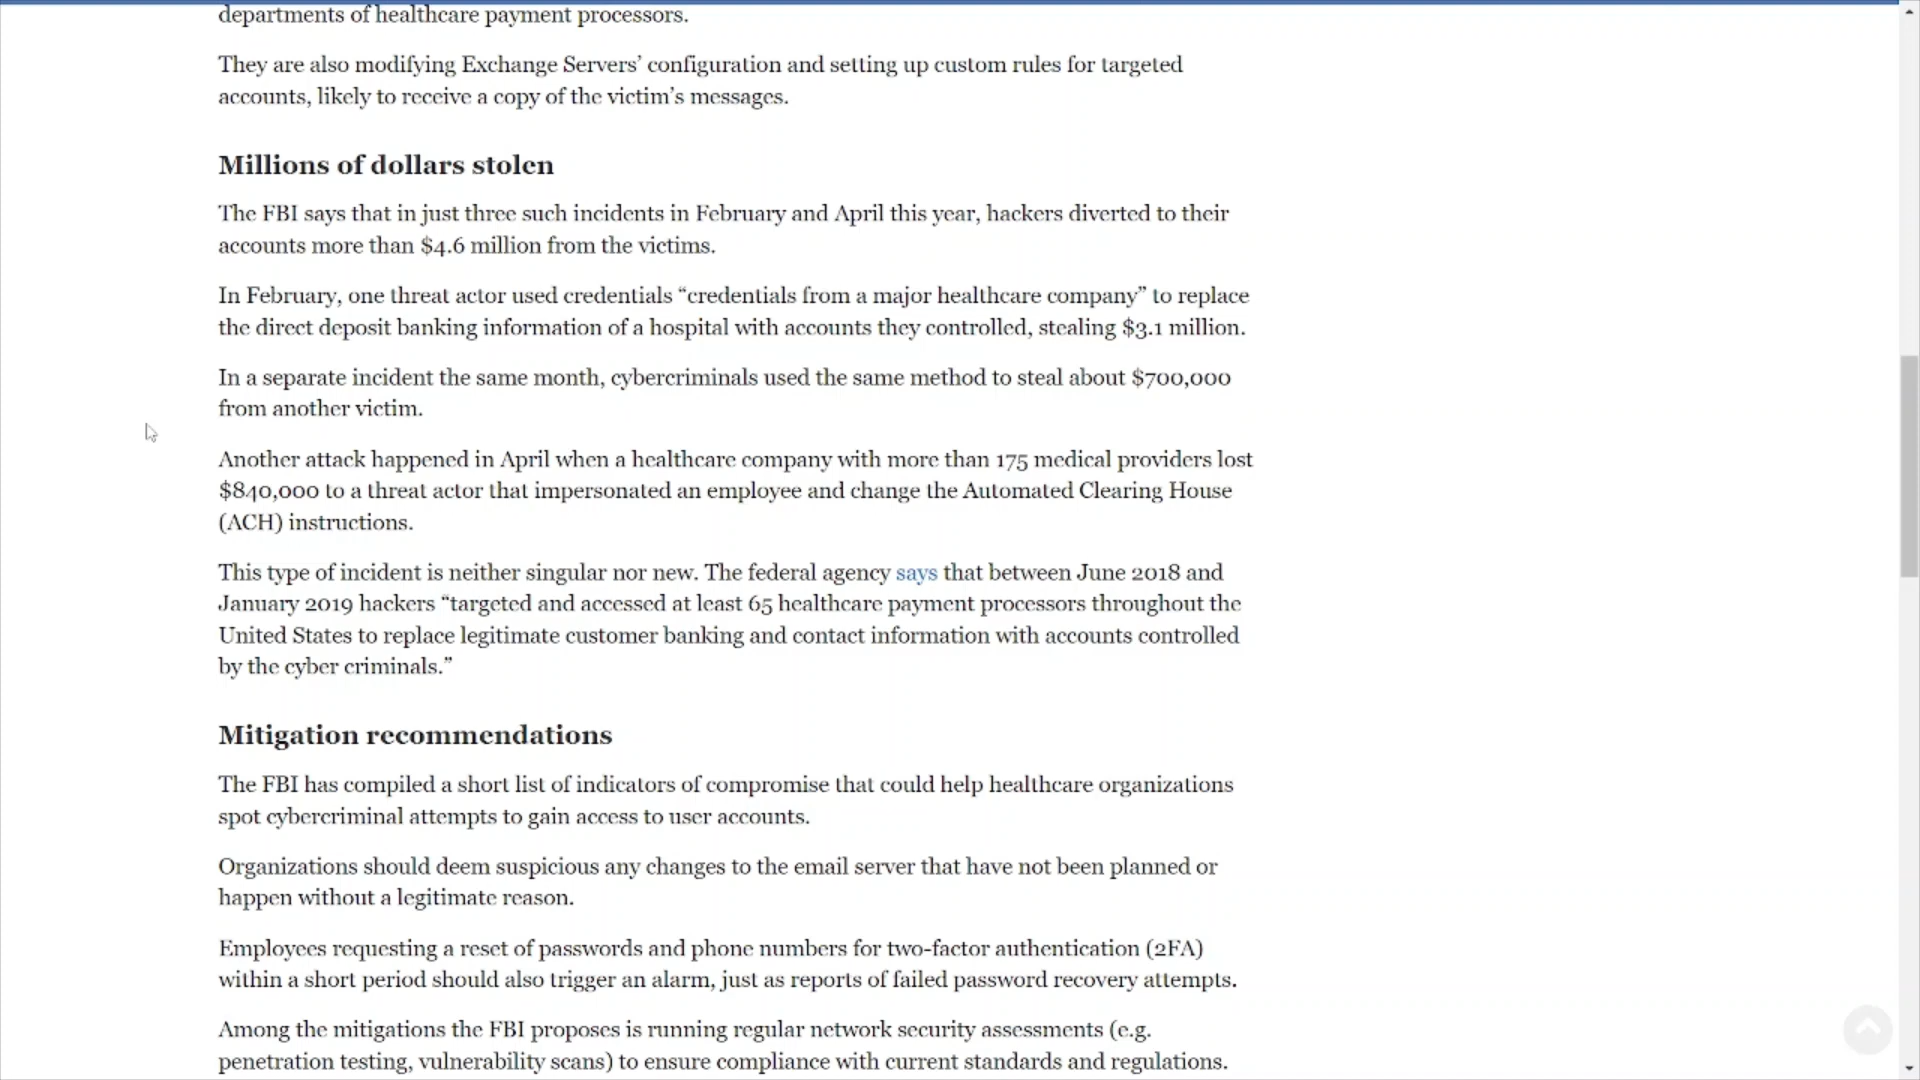 departments of healthcare payment processors.
They are also modifying Exchange Servers’ configuration and setting up custom rules for targeted
accounts, likely to receive a copy of the victim’s messages.
Millions of dollars stolen
The FBI says that in just three such incidents in February and April this year, hackers diverted to their
accounts more than $4.6 million from the victims.
In February, one threat actor used credentials “credentials from a major healthcare company” to replace
the direct deposit banking information of a hospital with accounts they controlled, stealing $3.1 million.
In a separate incident the same month, cybercriminals used the same method to steal about $700,000
from another victim.
Another attack happened in April when a healthcare company with more than 175 medical providers lost
$840,000 to a threat actor that impersonated an employee and change the Automated Clearing House
(ACH) instructions.
This type of incident is neither singular nor new. The federal agency says that between June 2018 and
January 2019 hackers “targeted and accessed at least 65 healthcare payment processors throughout the
United States to replace legitimate customer banking and contact information with accounts controlled
by the cyber criminals.”
Mitigation recommendations
The FBI has compiled a short list of indicators of compromise that could help healthcare organizations
spot cybercriminal attempts to gain access to user accounts.
Organizations should deem suspicious any changes to the email server that have not been planned or
happen without a legitimate reason.
Employees requesting a reset of passwords and phone numbers for two-factor authentication (2FA)
within a short period should also trigger an alarm, just as reports of failed password recovery attempts.
Among the mitigations the FBI proposes is running regular network security assessments (e.g.
penetration testing, vulnerability scans) to ensure compliance with current standards and regulations.